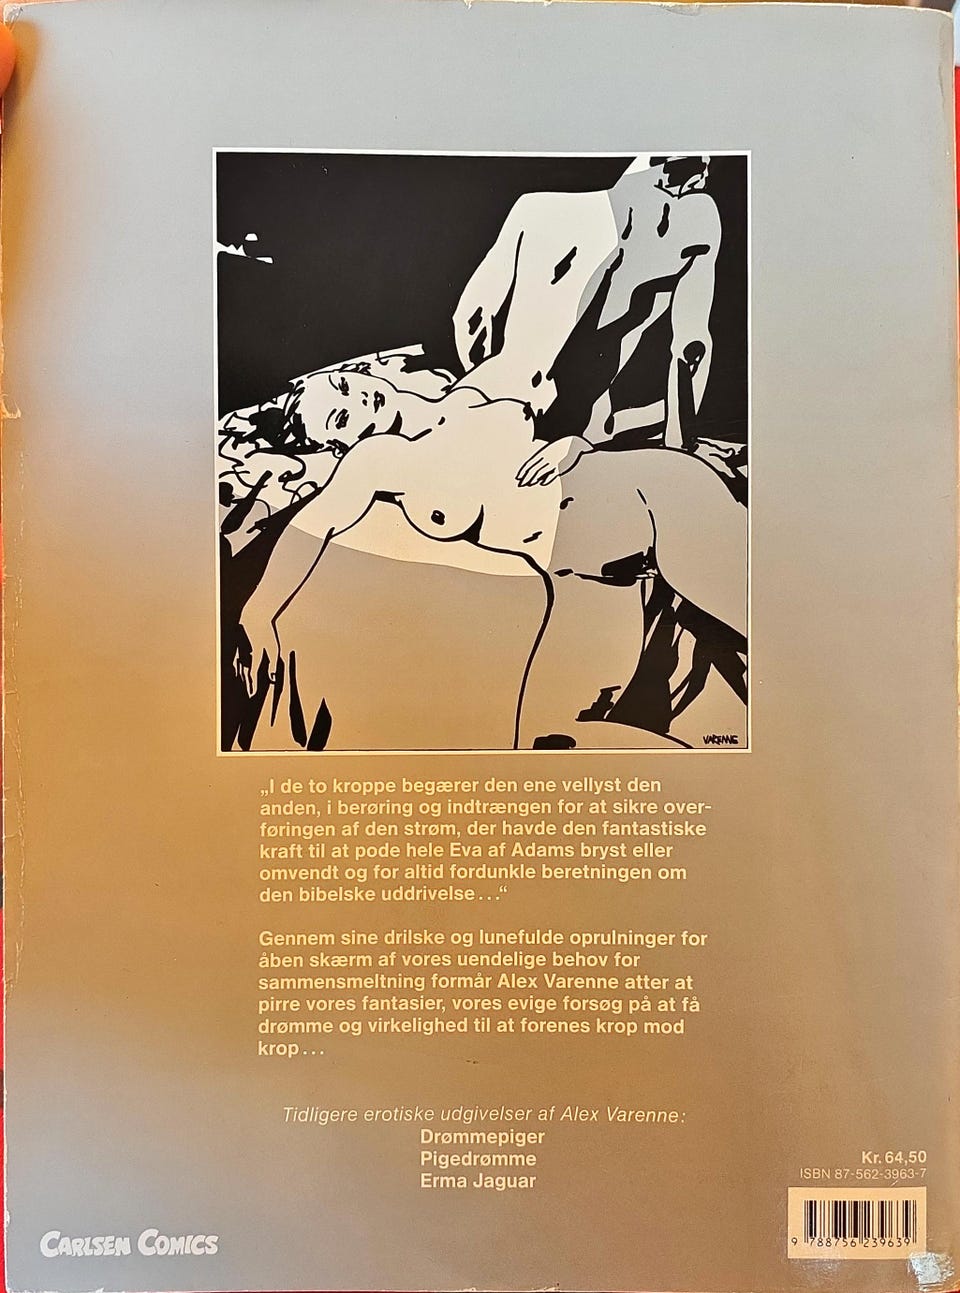 VARENNE
„I de to kroppe begærer den ene vellyst den
anden, i berøring og indtrængen for at sikre over-
føringen af den strøm, der havde den fantastiske
kraft til at pode hele Eva af Adams bryst eller
omvendt og for altid fordunkle beretningen om
den bibelske uddrivelse...“
Gennem sine drilske og lunefulde oprulninger for
åben skærm af vores uendelige behov for
sammensmeltning formår Alex Varenne atter at
pirre vores fantasier, vores evige forsøg på at få
drømme og virkelighed til at forenes krop mod
krop...
Tidligere erotiske udgivelser af Alex Varenne:
Drømmepiger
Pigedrømme
Erma Jaguar
Kr. 64,50
ISBN 87-562-3963-7
9 788756 239639
CARLSEN COMICS